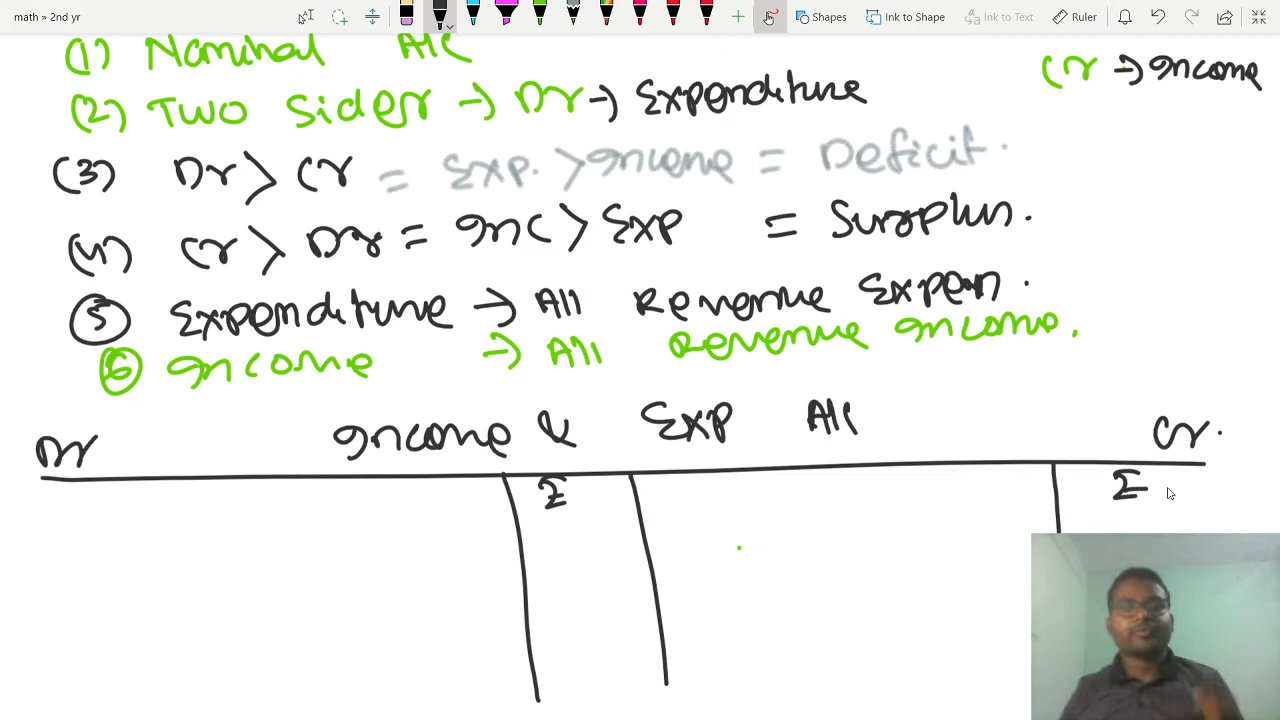 math » 2nd yr
Shapes Ink to Shape Ink to Text Ruler
(1) Nominal A/C
Cr → Income
(2) Two Sides → Dr → Expenditure
(3) Dr > Cr = Exp. > Income = Deficit.
(4) Cr > Dr = Inc > Exp = Surplus.
(5) Expenditure → All Revenue Expen.
(6) Income → All Revenue Income.
Dr Income & Exp A/C Cr.
₹ ₹